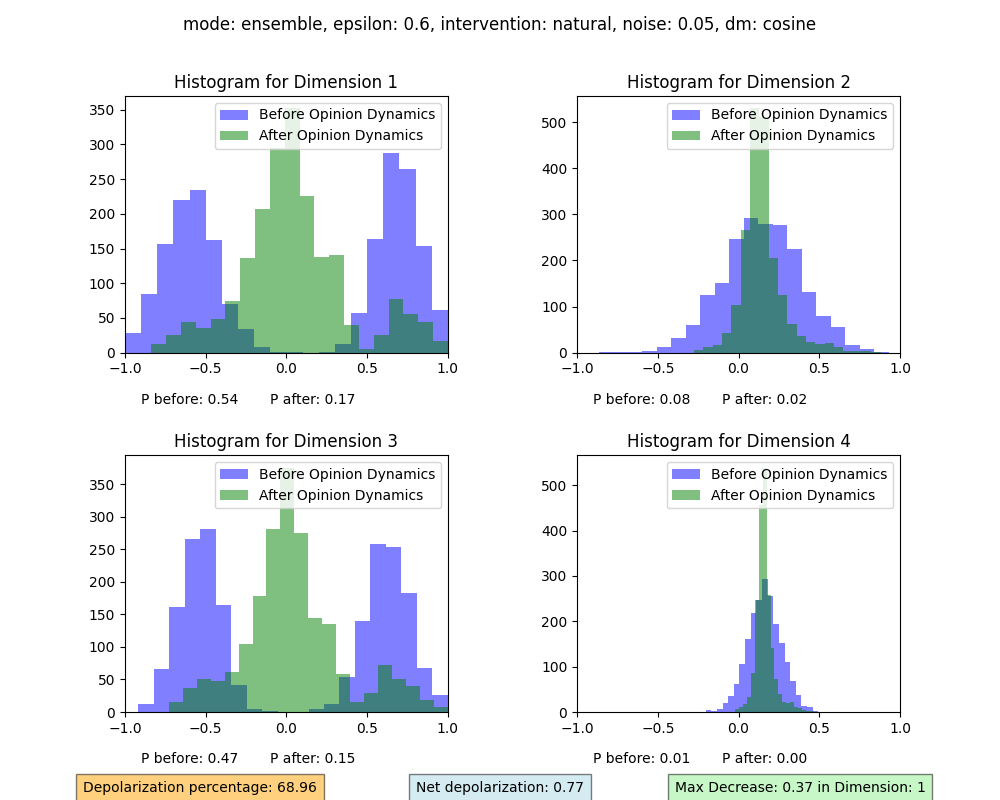 mode: ensemble, epsilon: 0.6, intervention: natural, noise: 0.05, dm: cosine
Histogram for Dimension 1
Before Opinion Dynamics
After Opinion Dynamics
350
300
250
200
150
100
50
0
−1.0 −0.5 0.0 0.5 1.0
P before: 0.54 P after: 0.17
Histogram for Dimension 2
Before Opinion Dynamics
After Opinion Dynamics
500
400
300
200
100
0
−1.0 −0.5 0.0 0.5 1.0
P before: 0.08 P after: 0.02
Histogram for Dimension 3
Before Opinion Dynamics
After Opinion Dynamics
350
300
250
200
150
100
50
0
−1.0 −0.5 0.0 0.5 1.0
P before: 0.47 P after: 0.15
Histogram for Dimension 4
Before Opinion Dynamics
After Opinion Dynamics
500
400
300
200
100
0
−1.0 −0.5 0.0 0.5 1.0
P before: 0.01 P after: 0.00
Depolarization percentage: 68.96
Net depolarization: 0.77
Max Decrease: 0.37 in Dimension: 1